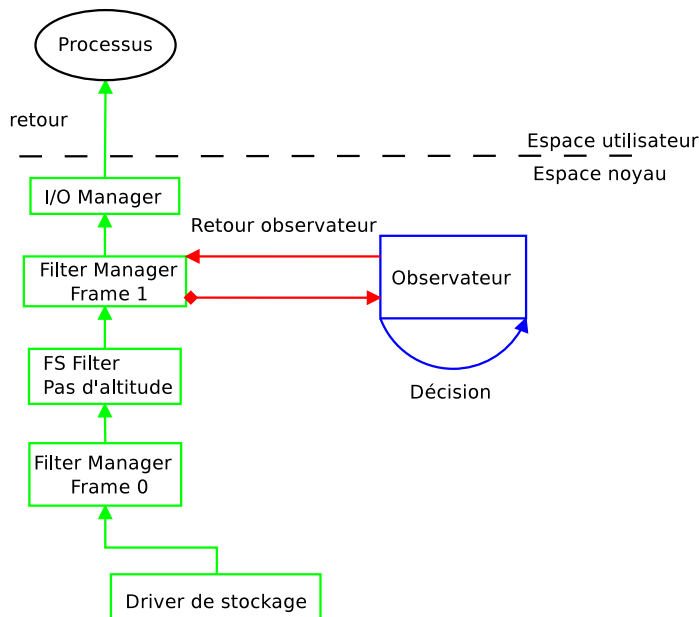 Processus
retour
Espace utilisateur
Espace noyau
I/O Manager
Retour observateur
Filter Manager
Frame 1
Observateur
FS Filter
Pas d'altitude
Décision
Filter Manager
Frame 0
Driver de stockage